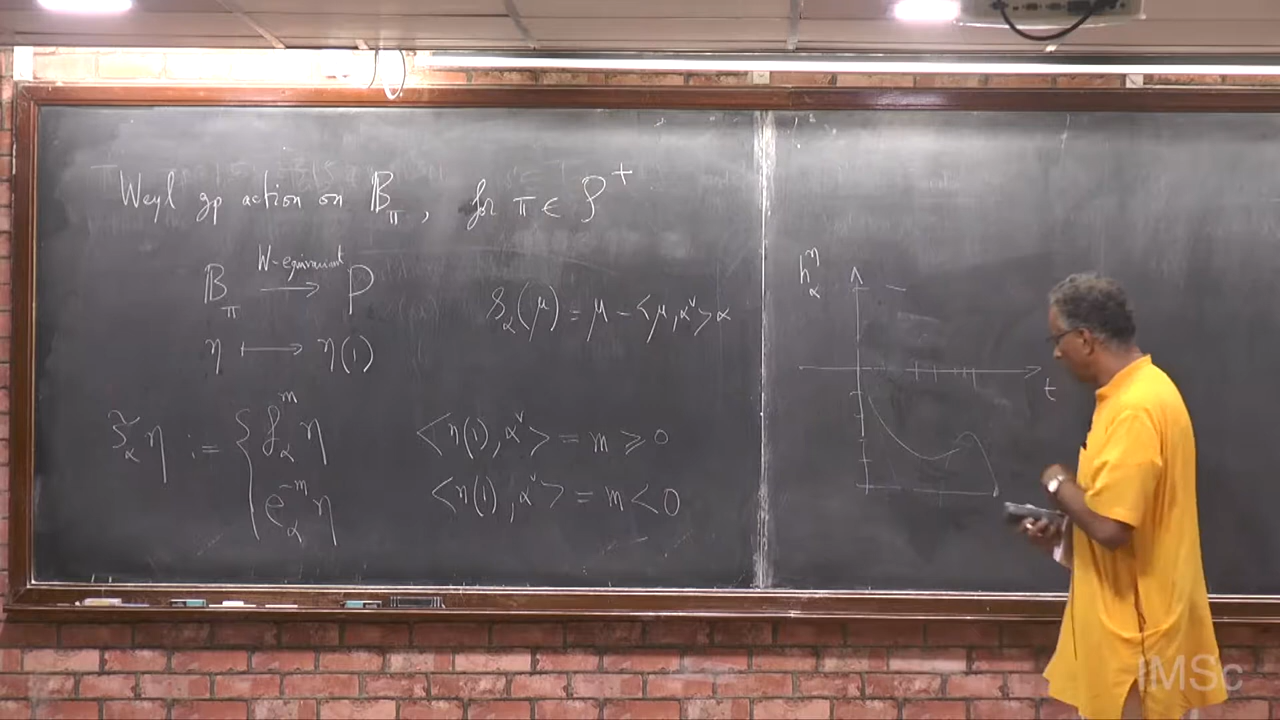 Weyl gp action on 𝔹_π , for π ∈ 𝒫⁺
𝔹_π —W-equivariant→ P
η ↦ η(1)
s_α(μ) = μ − <μ, α^∨> α
s̃_α η := { f_α^m η <η(1), α^∨> = m ≥ 0
e_α^{-m} η <η(1), α^∨> = m < 0
h_α^η
t
IMSc